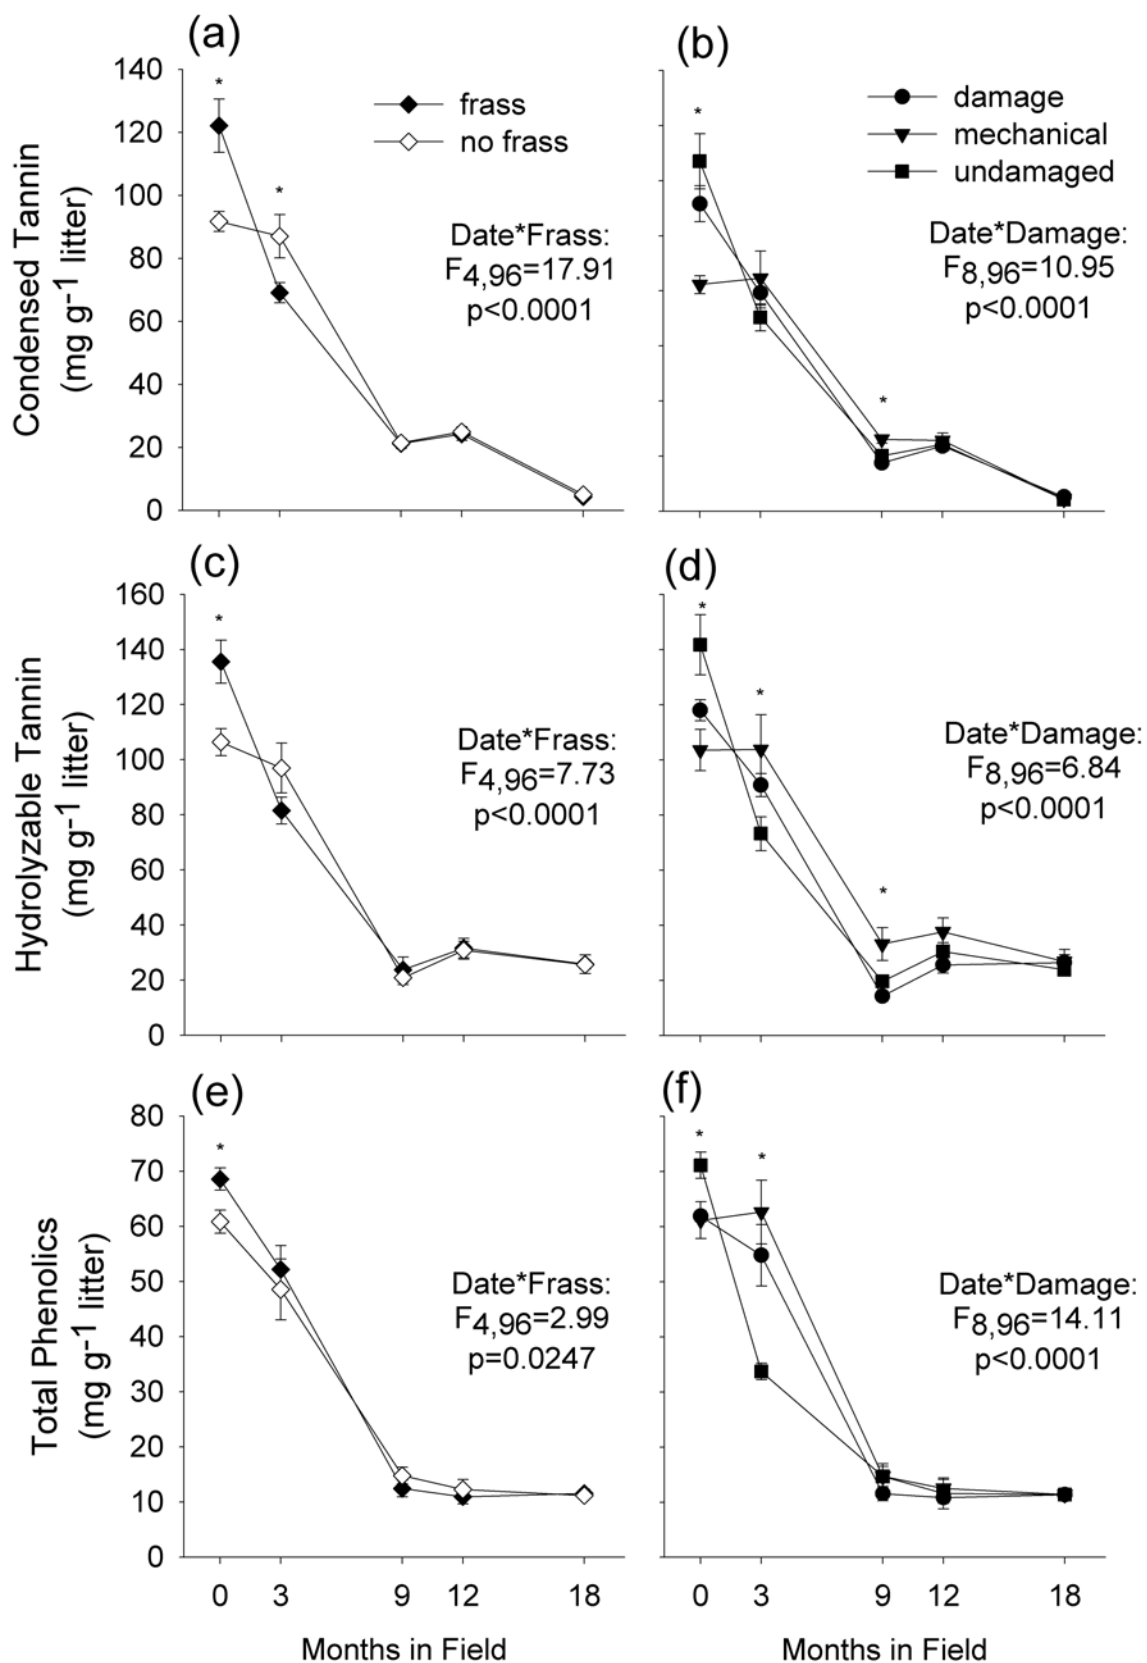 (a)
(b)
Condensed Tannin
(mg g⁻¹ litter)
140
120
100
80
60
40
20
0
*
*
frass
no frass
Date*Frass:
F4,96=17.91
p<0.0001
*
*
damage
mechanical
undamaged
Date*Damage:
F8,96=10.95
p<0.0001
(c)
(d)
Hydrolyzable Tannin
(mg g⁻¹ litter)
160
140
120
100
80
60
40
20
0
*
Date*Frass:
F4,96=7.73
p<0.0001
*
*
*
Date*Damage:
F8,96=6.84
p<0.0001
(e)
(f)
Total Phenolics
(mg g⁻¹ litter)
80
70
60
50
40
30
20
10
0
*
Date*Frass:
F4,96=2.99
p=0.0247
*
*
Date*Damage:
F8,96=14.11
p<0.0001
0 3 9 12 18
0 3 9 12 18
Months in Field
Months in Field